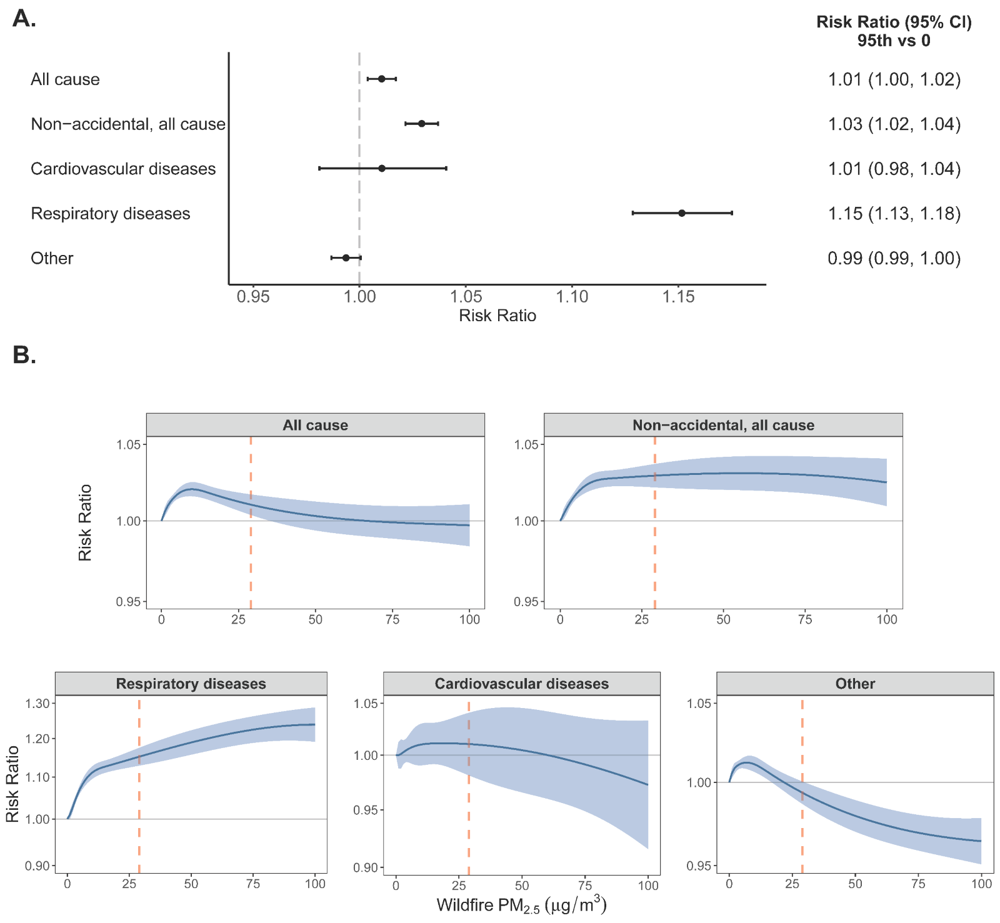 A.
Risk Ratio (95% CI)
95th vs 0
All cause 1.01 (1.00, 1.02)
Non−accidental, all cause 1.03 (1.02, 1.04)
Cardiovascular diseases 1.01 (0.98, 1.04)
Respiratory diseases 1.15 (1.13, 1.18)
Other 0.99 (0.99, 1.00)
0.95 1.00 1.05 1.10 1.15
Risk Ratio
B.
All cause
Risk Ratio
1.05
1.00
0.95
0 25 50 75 100
Non−accidental, all cause
1.05
1.00
0.95
0 25 50 75 100
Respiratory diseases
Risk Ratio
1.30
1.20
1.10
1.00
0.90
0 25 50 75 100
Cardiovascular diseases
1.05
1.00
0.95
0.90
0 25 50 75 100
Other
1.05
1.00
0.95
0 25 50 75 100
Wildfire PM2.5 (μg/m³)